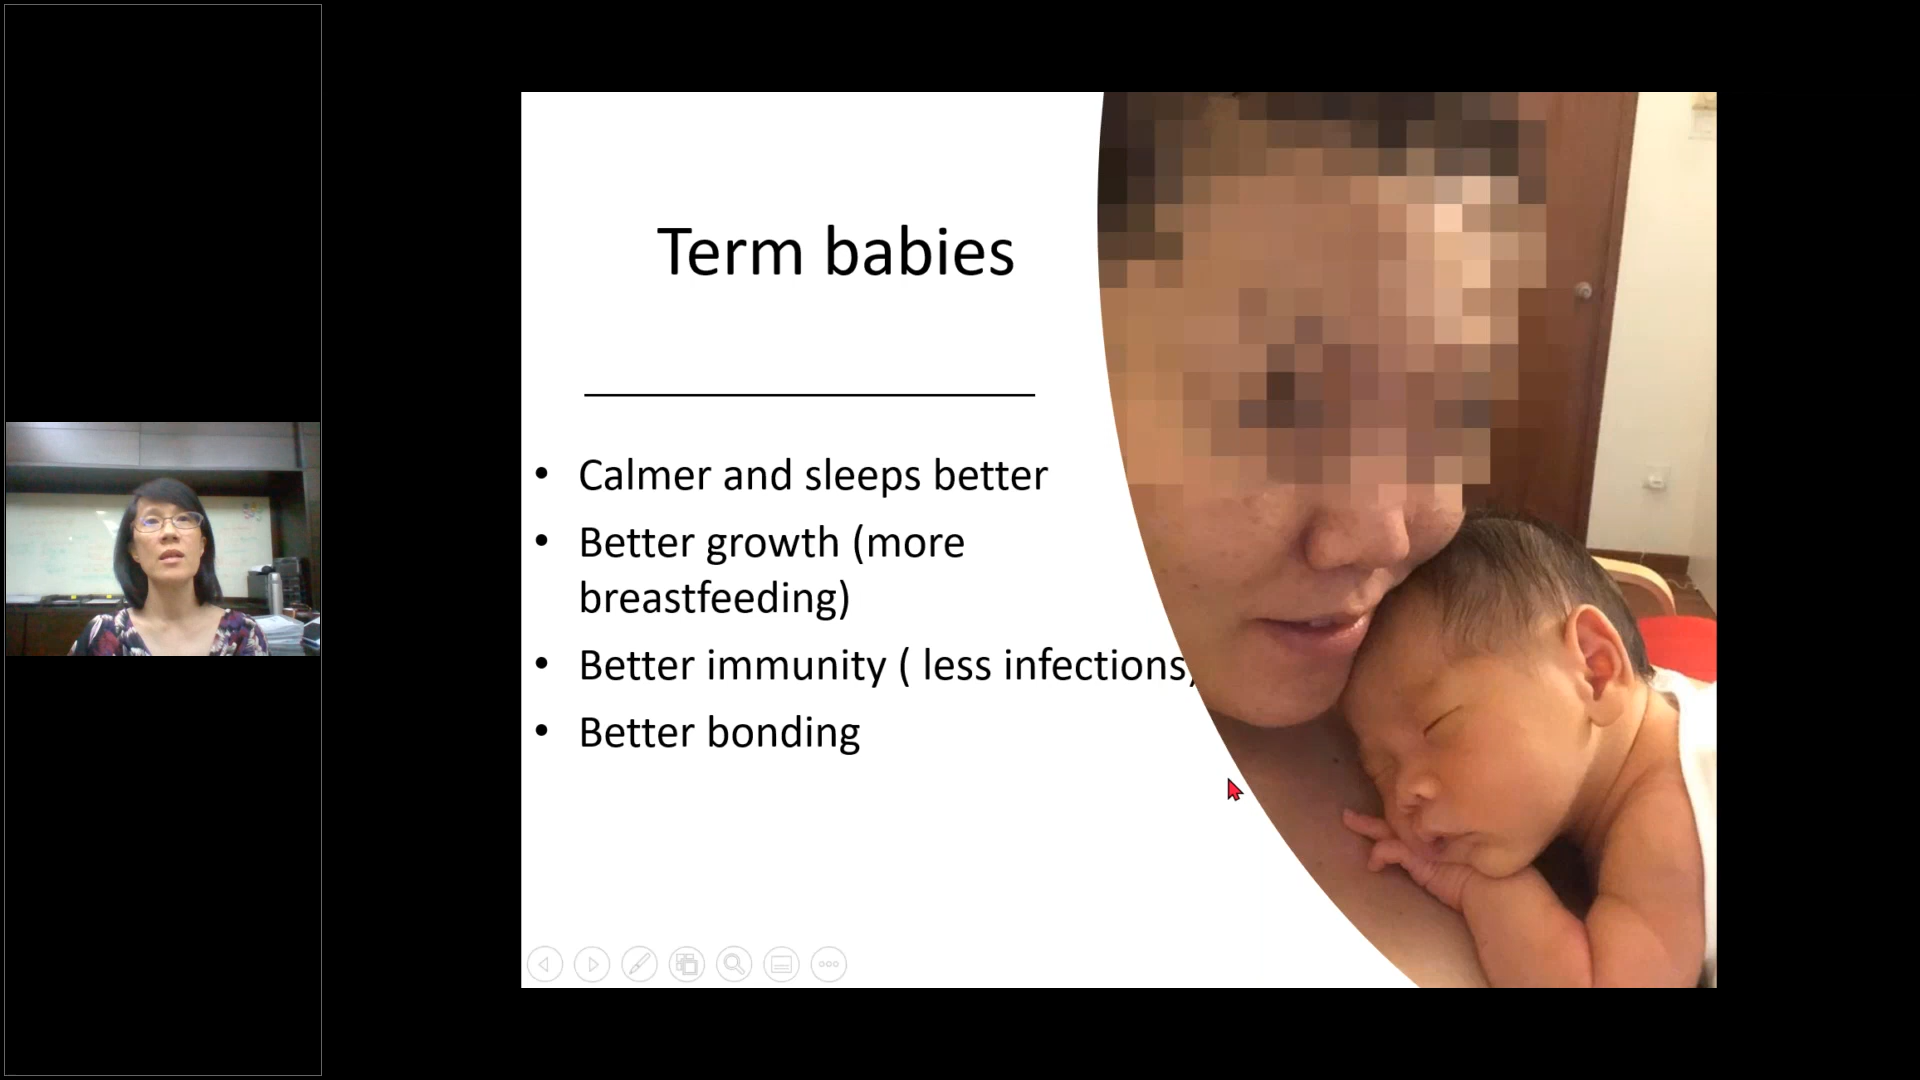 Term babies
• Calmer and sleeps better
• Better growth (more
breastfeeding)
• Better immunity ( less infections)
• Better bonding